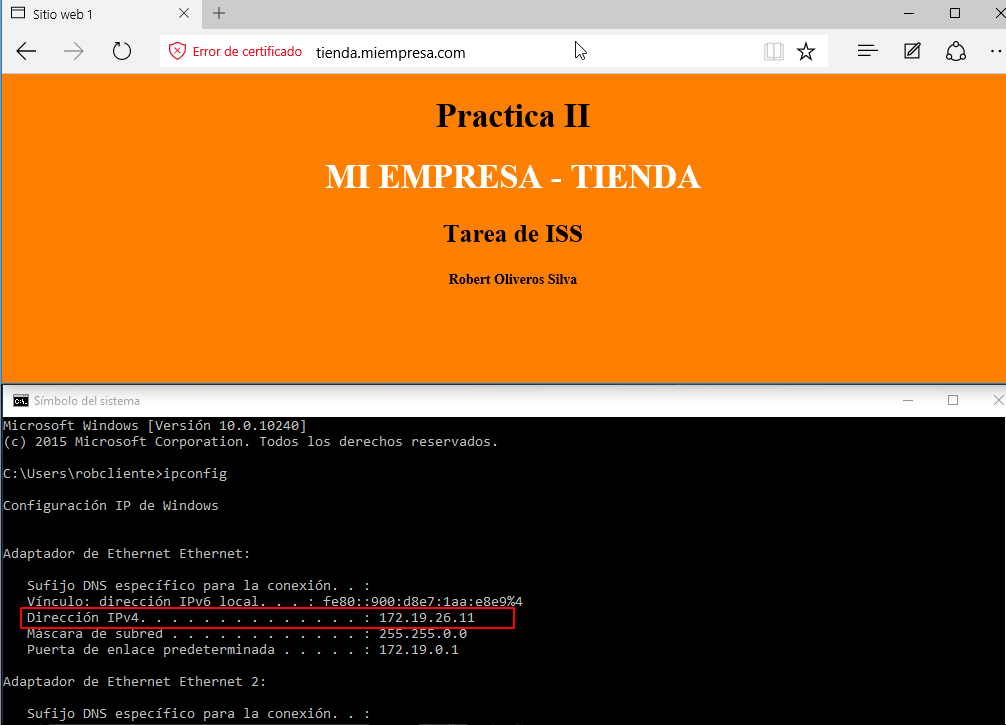 Sitio web 1
Error de certificado tienda.miempresa.com
Practica II
MI EMPRESA - TIENDA
Tarea de ISS
Robert Oliveros Silva
Símbolo del sistema
Microsoft Windows [Versión 10.0.10240]
(c) 2015 Microsoft Corporation. Todos los derechos reservados.
C:\Users\robcliente>ipconfig
Configuración IP de Windows
Adaptador de Ethernet Ethernet:
Sufijo DNS específico para la conexión. . :
Vínculo: dirección IPv6 local. . . : fe80::900:d8e7:1aa:e8e9%4
Dirección IPv4. . . . . . . . . . . . . . : 172.19.26.11
Máscara de subred . . . . . . . . . . . . : 255.255.0.0
Puerta de enlace predeterminada . . . . . : 172.19.0.1
Adaptador de Ethernet Ethernet 2:
Sufijo DNS específico para la conexión. . :